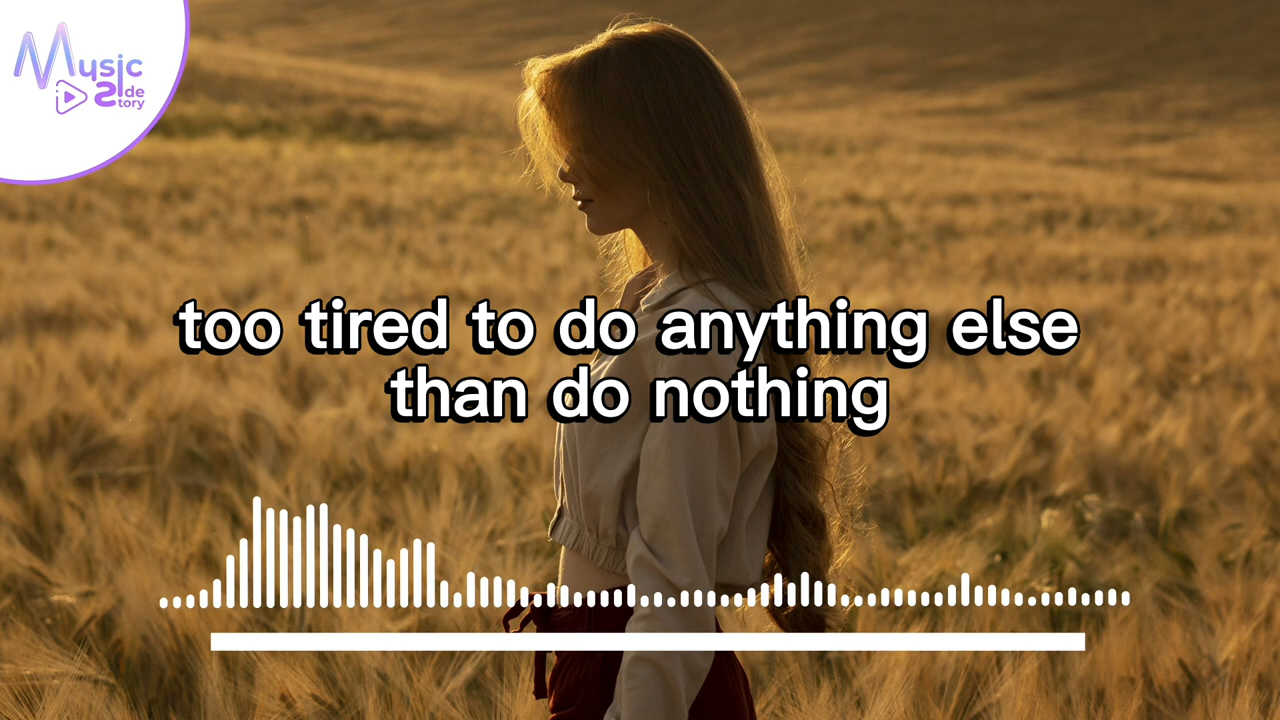 Music
Side
Story
too tired to do anything else
than do nothing